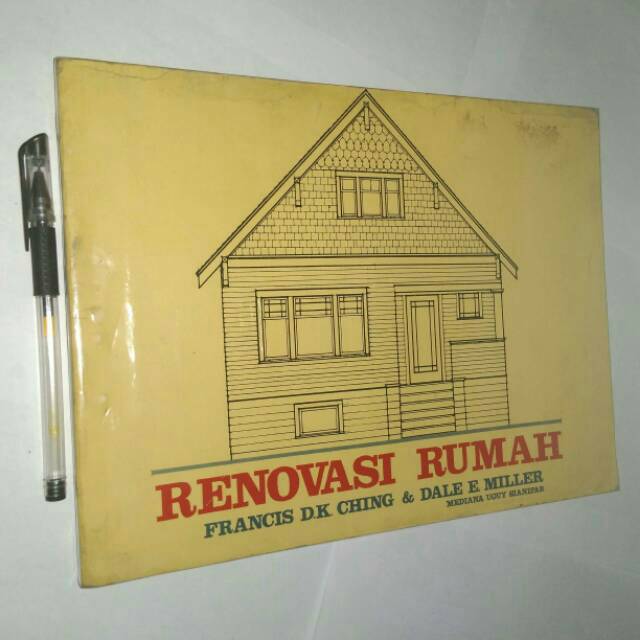 RENOVASI RUMAH
FRANCIS D.K. CHING & DALE E. MILLER
MEDIANA UGUY SIANIPAR